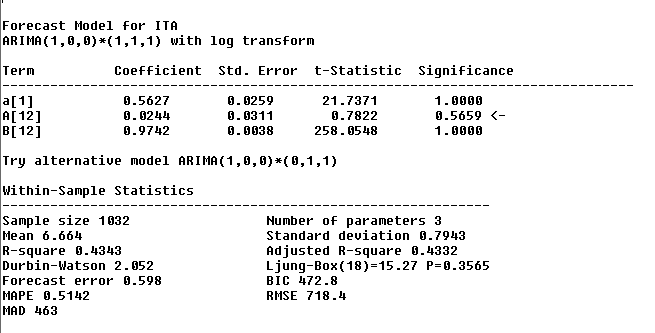 Forecast Model for ITA
ARIMA(1,0,0)*(1,1,1) with log transform
Term Coefficient Std. Error t-Statistic Significance
a[1] 0.5627 0.0259 21.7371 1.0000
A[12] 0.0244 0.0311 0.7822 0.5659 <-
B[12] 0.9742 0.0038 258.0548 1.0000
Try alternative model ARIMA(1,0,0)*(0,1,1)
Within-Sample Statistics
Sample size 1032 Number of parameters 3
Mean 6.664 Standard deviation 0.7943
R-square 0.4343 Adjusted R-square 0.4332
Durbin-Watson 2.052 Ljung-Box(18)=15.27 P=0.3565
Forecast error 0.598 BIC 472.8
MAPE 0.5142 RMSE 718.4
MAD 463